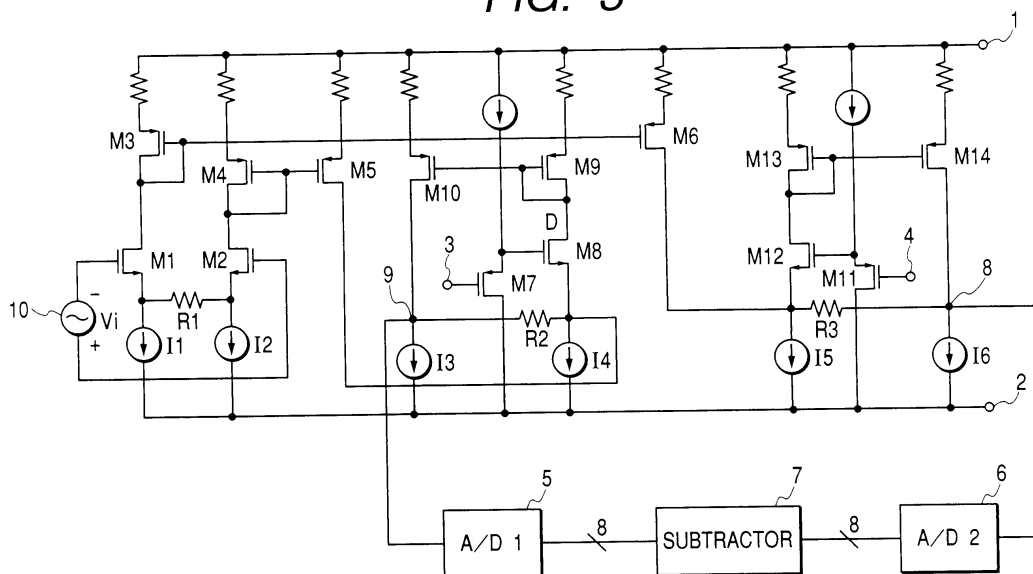 FIG. 3
1
M3
M4
M5
M6
M13
M14
M10
M9
D
M1
M2
3
M8
M12
4
M7
M11
10
−
Vi
+
R1
9
R2
R3
8
I1
I2
I3
I4
I5
I6
2
5
7
6
A/D 1
8
SUBTRACTOR
8
A/D 2